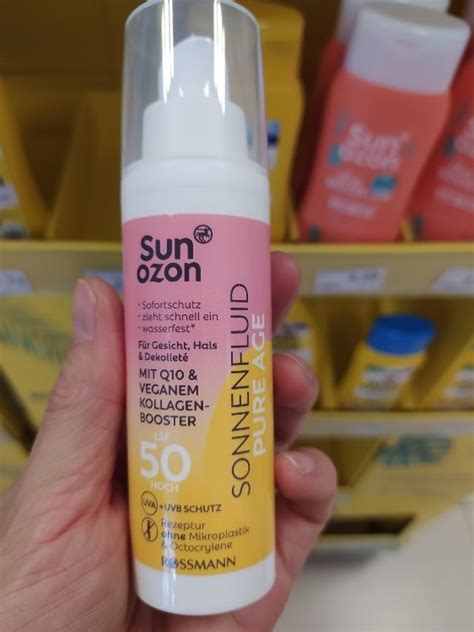 Sun
ozon
• Sofortschutz
• zieht schnell ein
• wasserfest*
Für Gesicht, Hals &
Dekolleté
MIT Q10 &
VEGANEM
KOLLAGEN-
BOOSTER
LSF
50
HOCH
UVA +UVB SCHUTZ
Rezeptur
ohne Mikroplastik
& Octocrylene
ROSSMANN
SONNENFLUID
PURE AGE
Sun
ozon